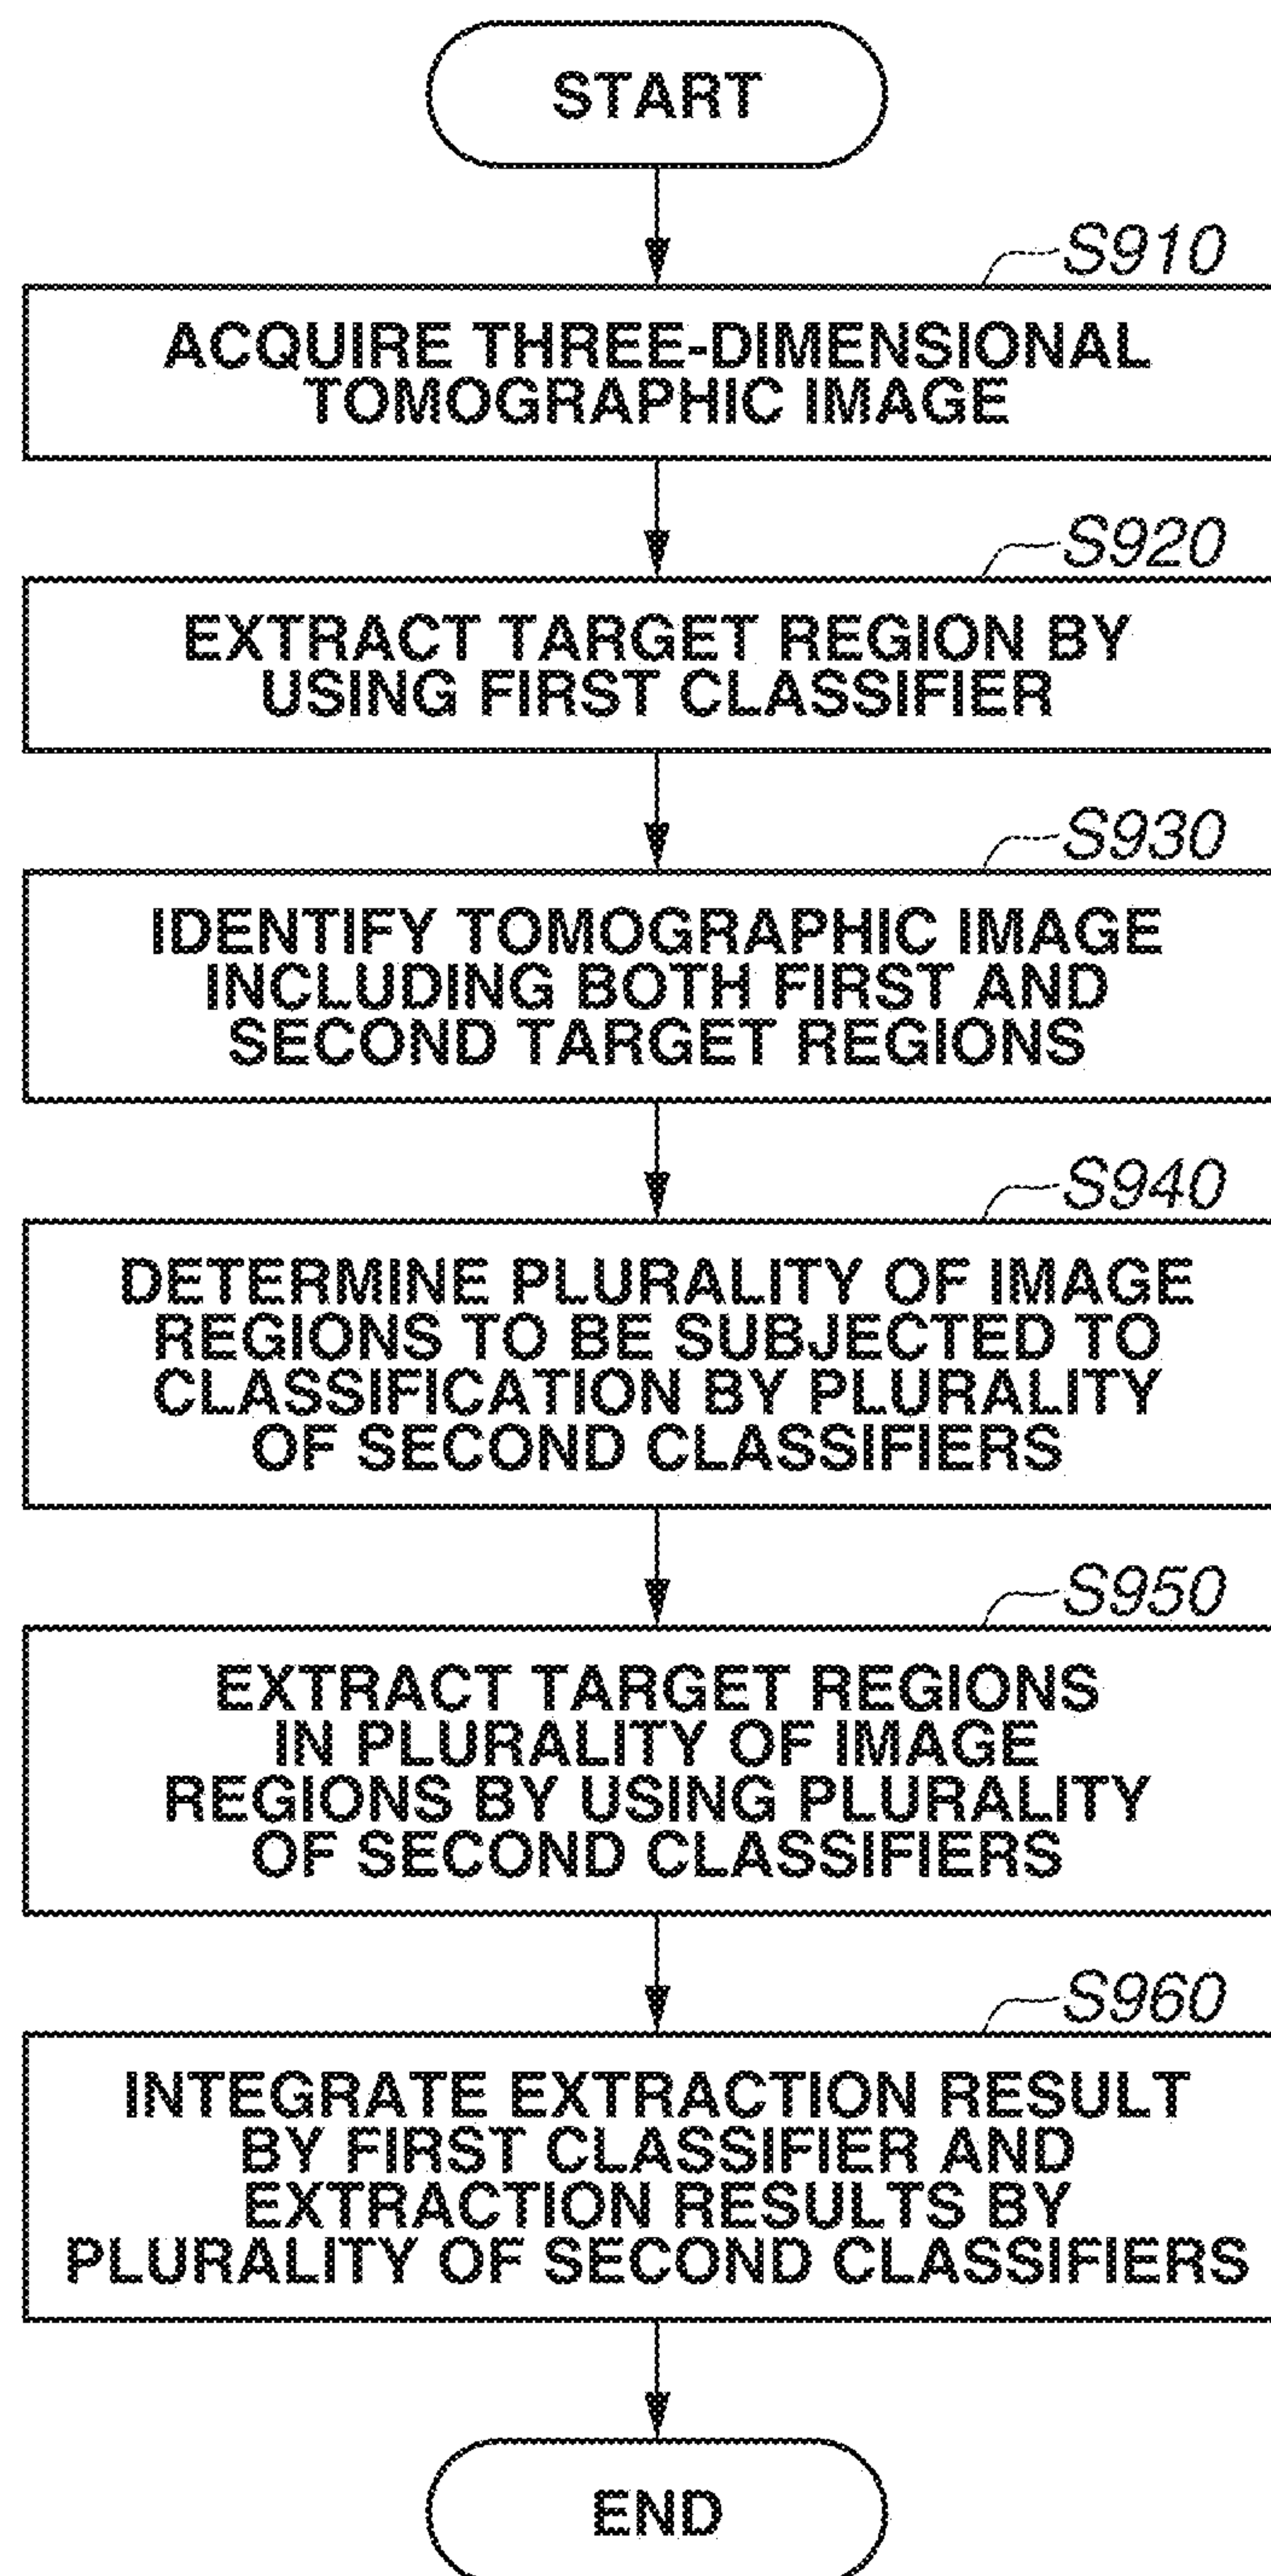 START
S910
ACQUIRE THREE-DIMENSIONAL
TOMOGRAPHIC IMAGE
S920
EXTRACT TARGET REGION BY
USING FIRST CLASSIFIER
S930
IDENTIFY TOMOGRAPHIC IMAGE
INCLUDING BOTH FIRST AND
SECOND TARGET REGIONS
S940
DETERMINE PLURALITY OF IMAGE
REGIONS TO BE SUBJECTED TO
CLASSIFICATION BY PLURALITY
OF SECOND CLASSIFIERS
S950
EXTRACT TARGET REGIONS
IN PLURALITY OF IMAGE
REGIONS BY USING PLURALITY
OF SECOND CLASSIFIERS
S960
INTEGRATE EXTRACTION RESULT
BY FIRST CLASSIFIER AND
EXTRACTION RESULTS BY
PLURALITY OF SECOND CLASSIFIERS
END